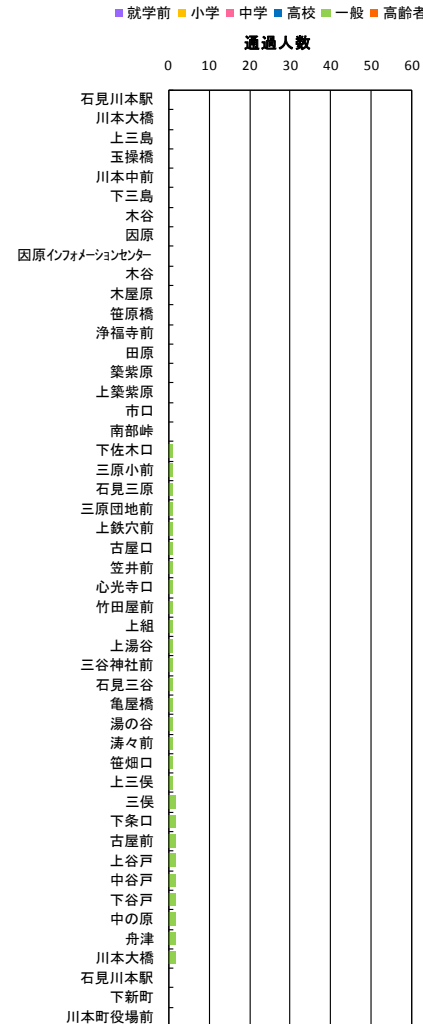 就学前 小学 中学 高校 一般 高齢者
通過人数
0 10 20 30 40 50 60
石見川本駅
川本大橋
上三島
玉操橋
川本中前
下三島
木谷
因原
因原インフォメーションセンター
木谷
木屋原
笹原橋
浄福寺前
田原
築紫原
上築紫原
市口
南部峠
下佐木口
三原小前
石見三原
三原団地前
上鉄穴前
古屋口
笠井前
心光寺口
竹田屋前
上組
上湯谷
三谷神社前
石見三谷
亀屋橋
湯の谷
涛々前
笹畑口
上三俣
三俣
下条口
古屋前
上谷戸
中谷戸
下谷戸
中の原
舟津
川本大橋
石見川本駅
下新町
川本町役場前